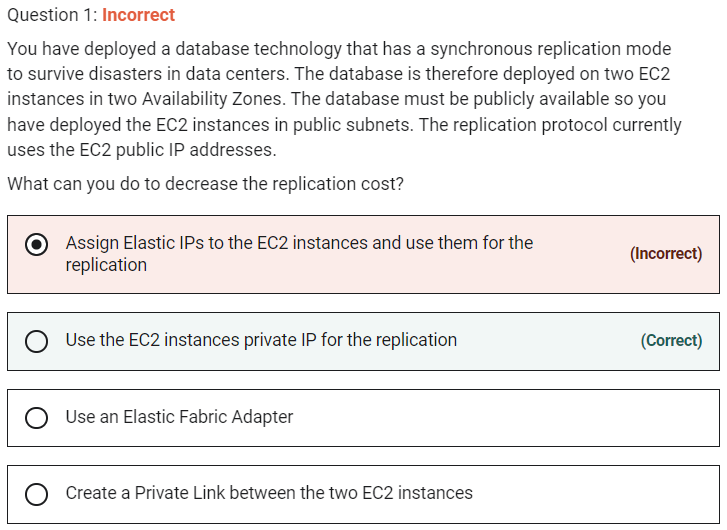 Question 1: Incorrect
You have deployed a database technology that has a synchronous replication mode
to survive disasters in data centers. The database is therefore deployed on two EC2
instances in two Availability Zones. The database must be publicly available so you
have deployed the EC2 instances in public subnets. The replication protocol currently
uses the EC2 public IP addresses.
What can you do to decrease the replication cost?
Assign Elastic IPs to the EC2 instances and use them for the
replication
(Incorrect)
Use the EC2 instances private IP for the replication
(Correct)
Use an Elastic Fabric Adapter
Create a Private Link between the two EC2 instances